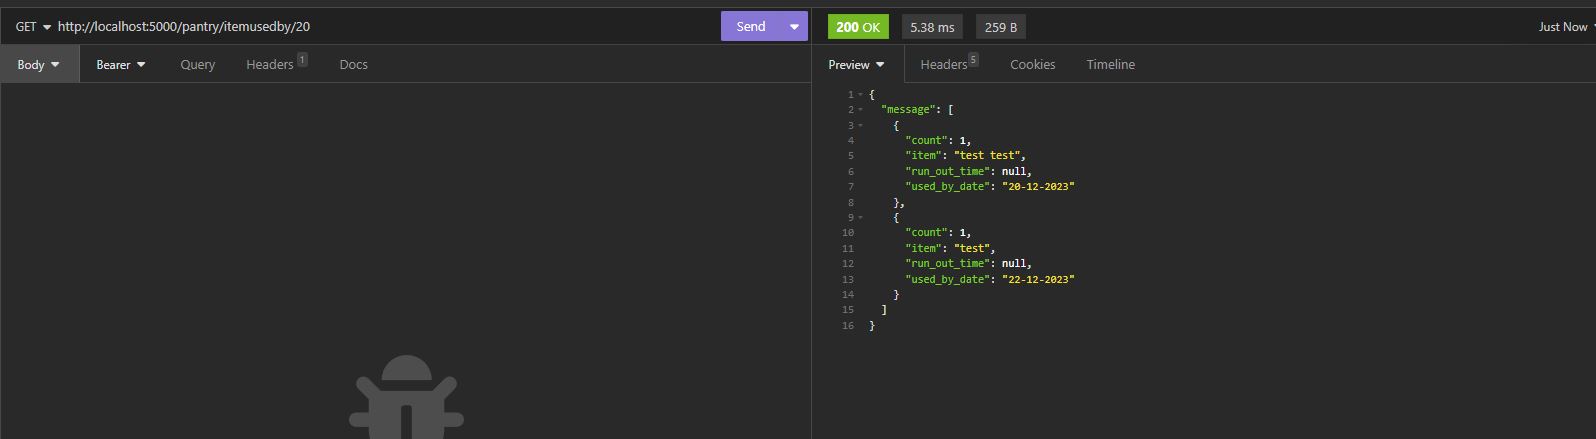 GET http://localhost:5000/pantry/itemusedby/20 Send 200 OK 5.38 ms 259 B Just Now
Body Bearer Query Headers 1 Docs Preview Headers 5 Cookies Timeline
1 {
2 "message": [
3 {
4 "count": 1,
5 "item": "test test",
6 "run_out_time": null,
7 "used_by_date": "20-12-2023"
8 },
9 {
10 "count": 1,
11 "item": "test",
12 "run_out_time": null,
13 "used_by_date": "22-12-2023"
14 }
15 ]
16 }